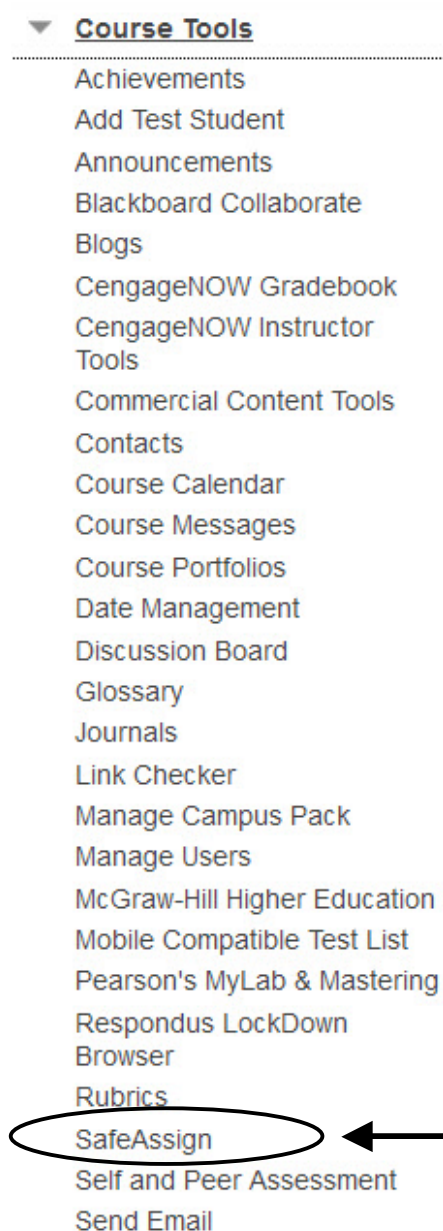 Course Tools
Achievements
Add Test Student
Announcements
Blackboard Collaborate
Blogs
CengageNOW Gradebook
CengageNOW Instructor
Tools
Commercial Content Tools
Contacts
Course Calendar
Course Messages
Course Portfolios
Date Management
Discussion Board
Glossary
Journals
Link Checker
Manage Campus Pack
Manage Users
McGraw-Hill Higher Education
Mobile Compatible Test List
Pearson's MyLab & Mastering
Respondus LockDown
Browser
Rubrics
SafeAssign
Self and Peer Assessment
Send Email